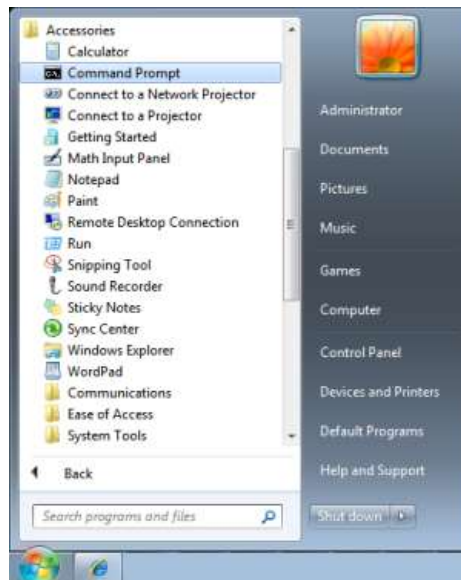 Accessories
Calculator
Command Prompt
Connect to a Network Projector
Connect to a Projector
Getting Started
Math Input Panel
Notepad
Paint
Remote Desktop Connection
Run
Snipping Tool
Sound Recorder
Sticky Notes
Sync Center
Windows Explorer
WordPad
Communications
Ease of Access
System Tools
Back
Search programs and files
Administrator
Documents
Pictures
Music
Games
Computer
Control Panel
Devices and Printers
Default Programs
Help and Support
Shut down